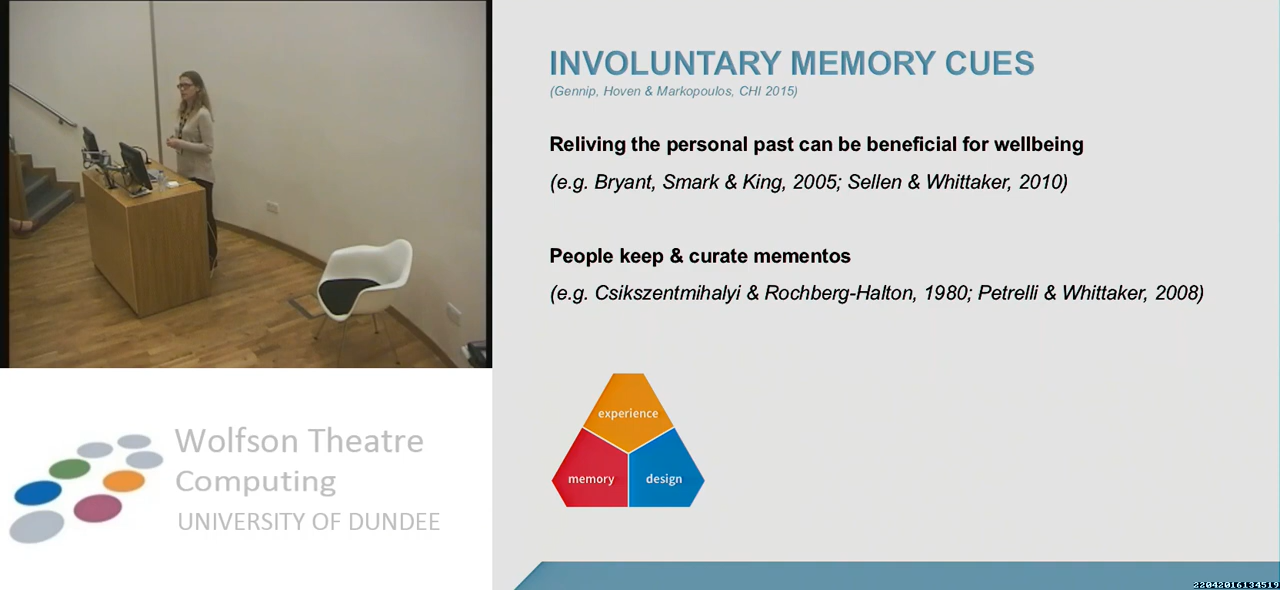 INVOLUNTARY MEMORY CUES
(Gennip, Hoven & Markopoulos, CHI 2015)
Reliving the personal past can be beneficial for wellbeing
(e.g. Bryant, Smark & King, 2005; Sellen & Whittaker, 2010)
People keep & curate mementos
(e.g. Csikszentmihalyi & Rochberg-Halton, 1980; Petrelli & Whittaker, 2008)
experience
memory
design
Wolfson Theatre
Computing
UNIVERSITY OF DUNDEE
22042016134519